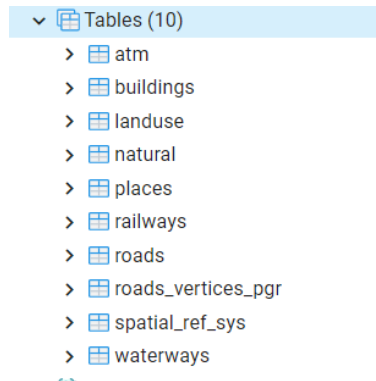 Tables (10)
atm
buildings
landuse
natural
places
railways
roads
roads_vertices_pgr
spatial_ref_sys
waterways